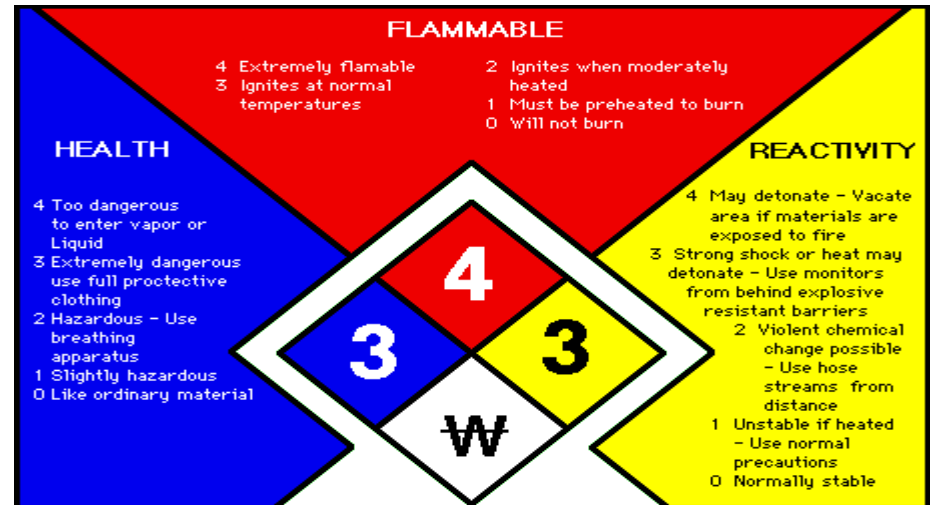 FLAMMABLE
4 Extremely flamable
3 Ignites at normal
temperatures
2 Ignites when moderately
heated
1 Must be preheated to burn
0 Will not burn
HEALTH
4 Too dangerous
to enter vapor or
Liquid
3 Extremely dangerous
use full proctective
clothing
2 Hazardous - Use
breathing
apparatus
1 Slightly hazardous
0 Like ordinary material
REACTIVITY
4 May detonate - Vacate
area if materials are
exposed to fire
3 Strong shock or heat may
detonate - Use monitors
from behind explosive
resistant barriers
2 Violent chemical
change possible
- Use hose
streams from
distance
1 Unstable if heated
- Use normal
precautions
0 Normally stable
4
3
3
W